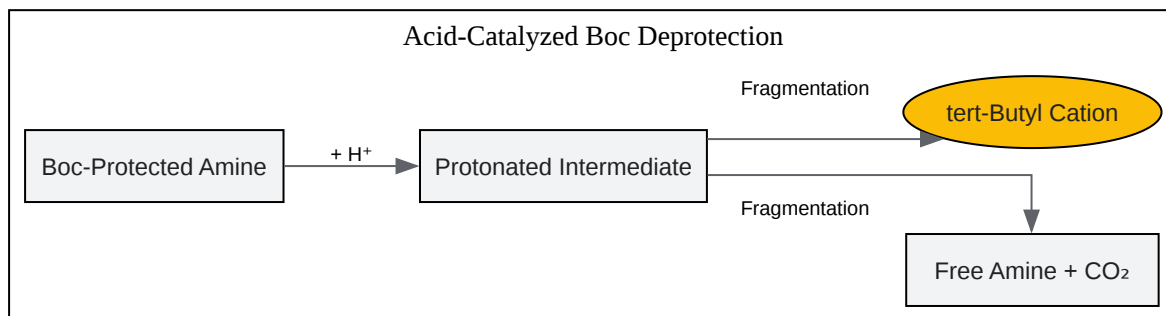 Acid-Catalyzed Boc Deprotection
Fragmentation
tert-Butyl Cation
Boc-Protected Amine
+ H⁺
Protonated Intermediate
Fragmentation
Free Amine + CO₂